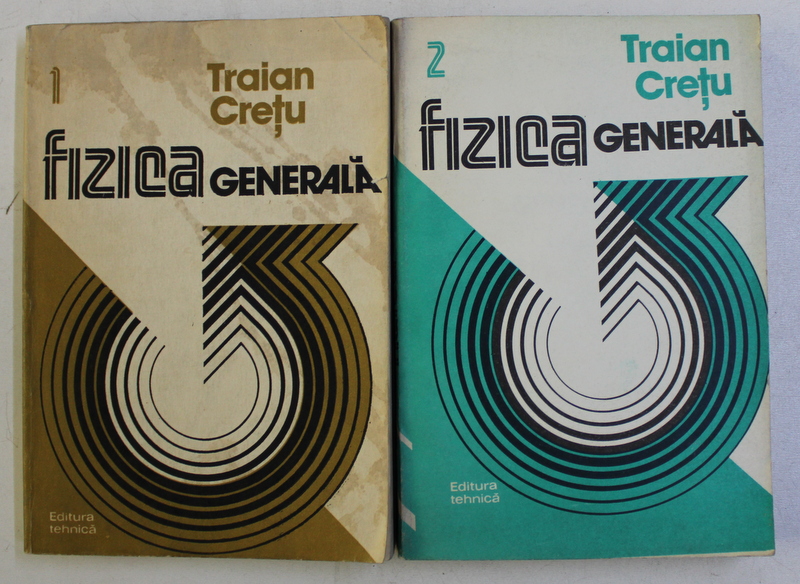 1
Traian
Crețu
fizica GENERALĂ
Editura
tehnică
2
Traian
Crețu
fizica GENERALĂ
Editura
tehnică